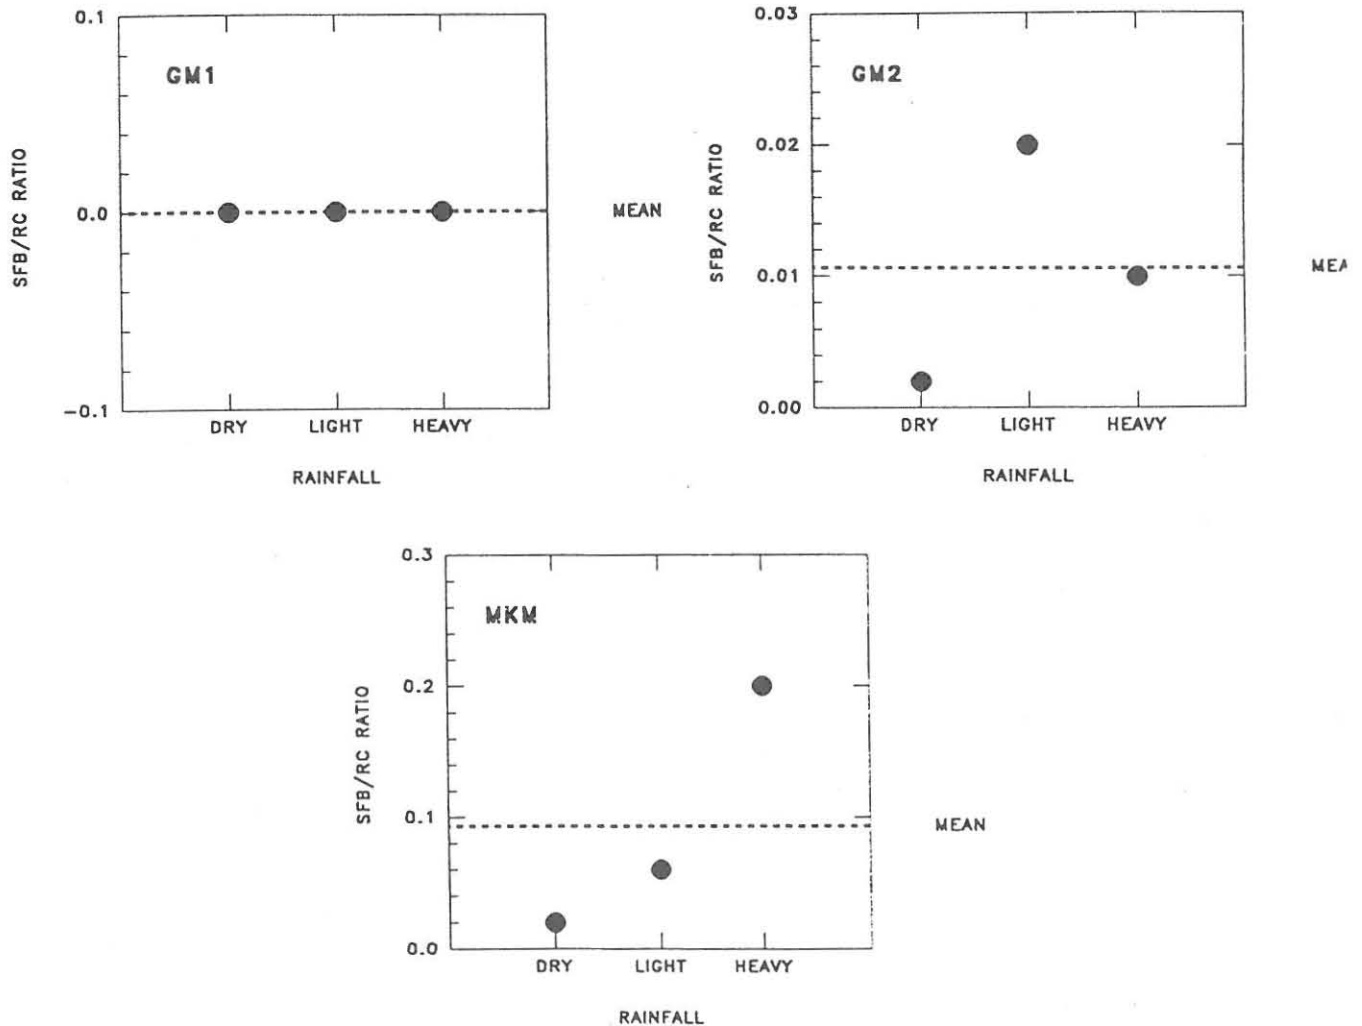 0.1
GM1
0.0
-0.1
SFB/RC RATIO
DRY LIGHT HEAVY
RAINFALL
MEAN
0.03
GM2
0.02
0.01
0.00
SFB/RC RATIO
DRY LIGHT HEAVY
RAINFALL
MEA
0.3
MKM
0.2
0.1
0.0
SFB/RC RATIO
DRY LIGHT HEAVY
RAINFALL
MEAN